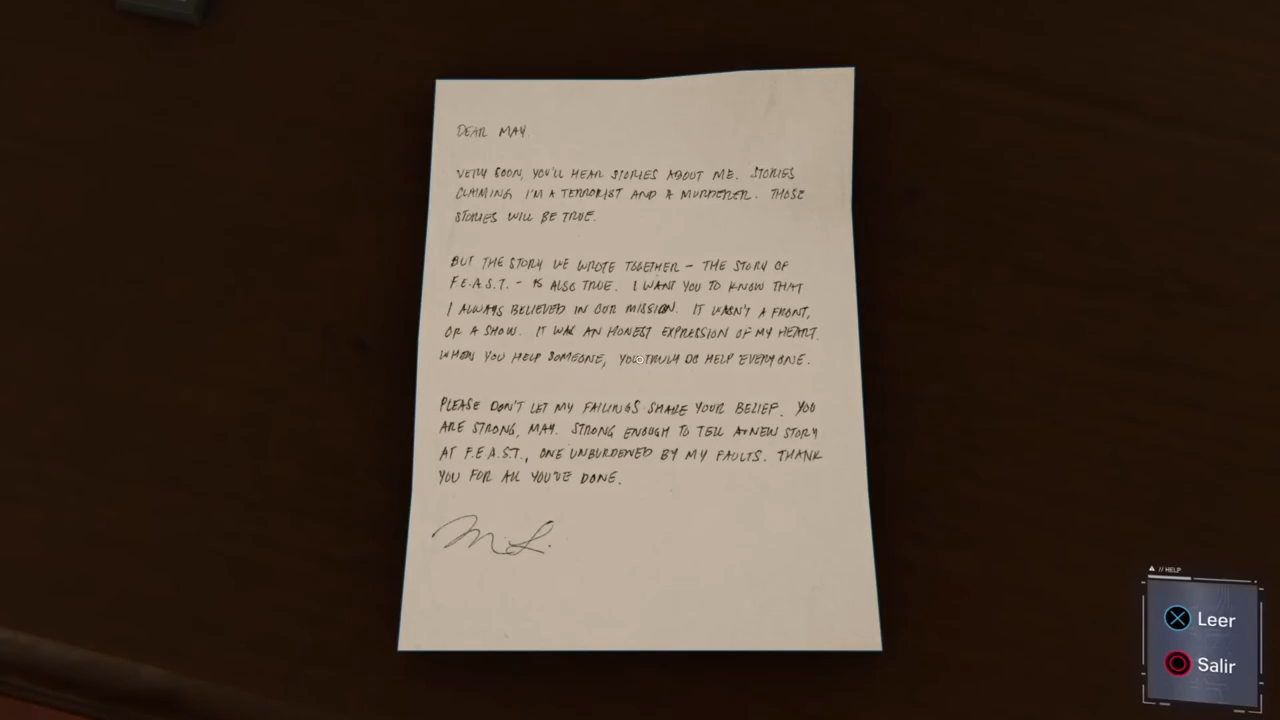 DEAR MAY.
VERY SOON, YOU'LL HEAR STORIES ABOUT ME. STORIES
CLAIMING I'M A TERRORIST AND A MURDERER. THOSE
STORIES WILL BE TRUE.
BUT THE STORY WE WROTE TOGETHER - THE STORY OF
F.E.A.S.T. - IS ALSO TRUE. I WANT YOU TO KNOW THAT
I ALWAYS BELIEVED IN OUR MISSION. IT WASN'T A FRONT,
OR A SHOW. IT WAS AN HONEST EXPRESSION OF MY HEART.
WHEN YOU HELP SOMEONE, YOU TRULY DO HELP EVERYONE.
PLEASE DON'T LET MY FAILINGS SHAKE YOUR BELIEF. YOU
ARE STRONG, MAY. STRONG ENOUGH TO TELL A NEW STORY
AT F.E.A.S.T., ONE UNBURDENED BY MY FAULTS. THANK
YOU FOR ALL YOU'VE DONE.
M.L.
// HELP
Leer
Salir